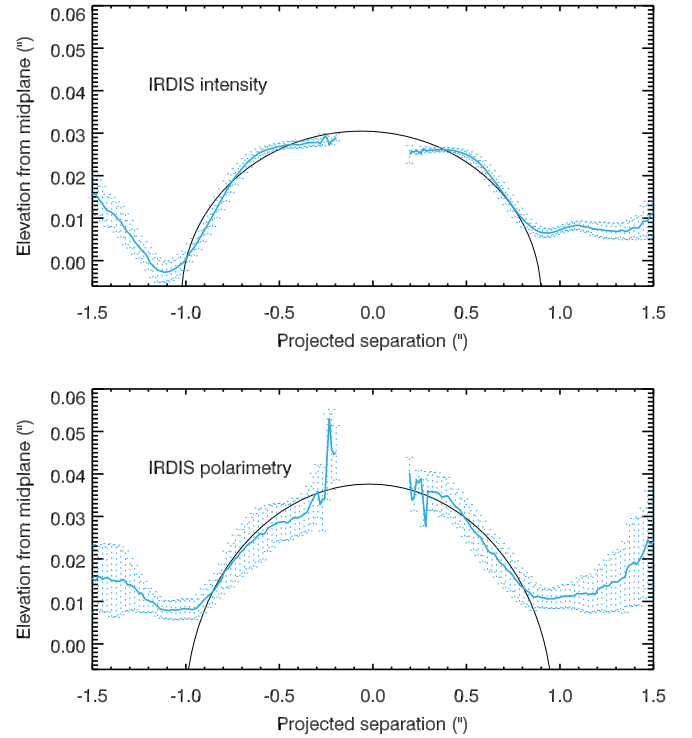 0.06
0.05
0.04
0.03
0.02
0.01
0.00
Elevation from midplane (")
IRDIS intensity
-1.5 -1.0 -0.5 0.0 0.5 1.0 1.5
Projected separation (")
0.06
0.05
0.04
0.03
0.02
0.01
0.00
Elevation from midplane (")
IRDIS polarimetry
-1.5 -1.0 -0.5 0.0 0.5 1.0 1.5
Projected separation (")